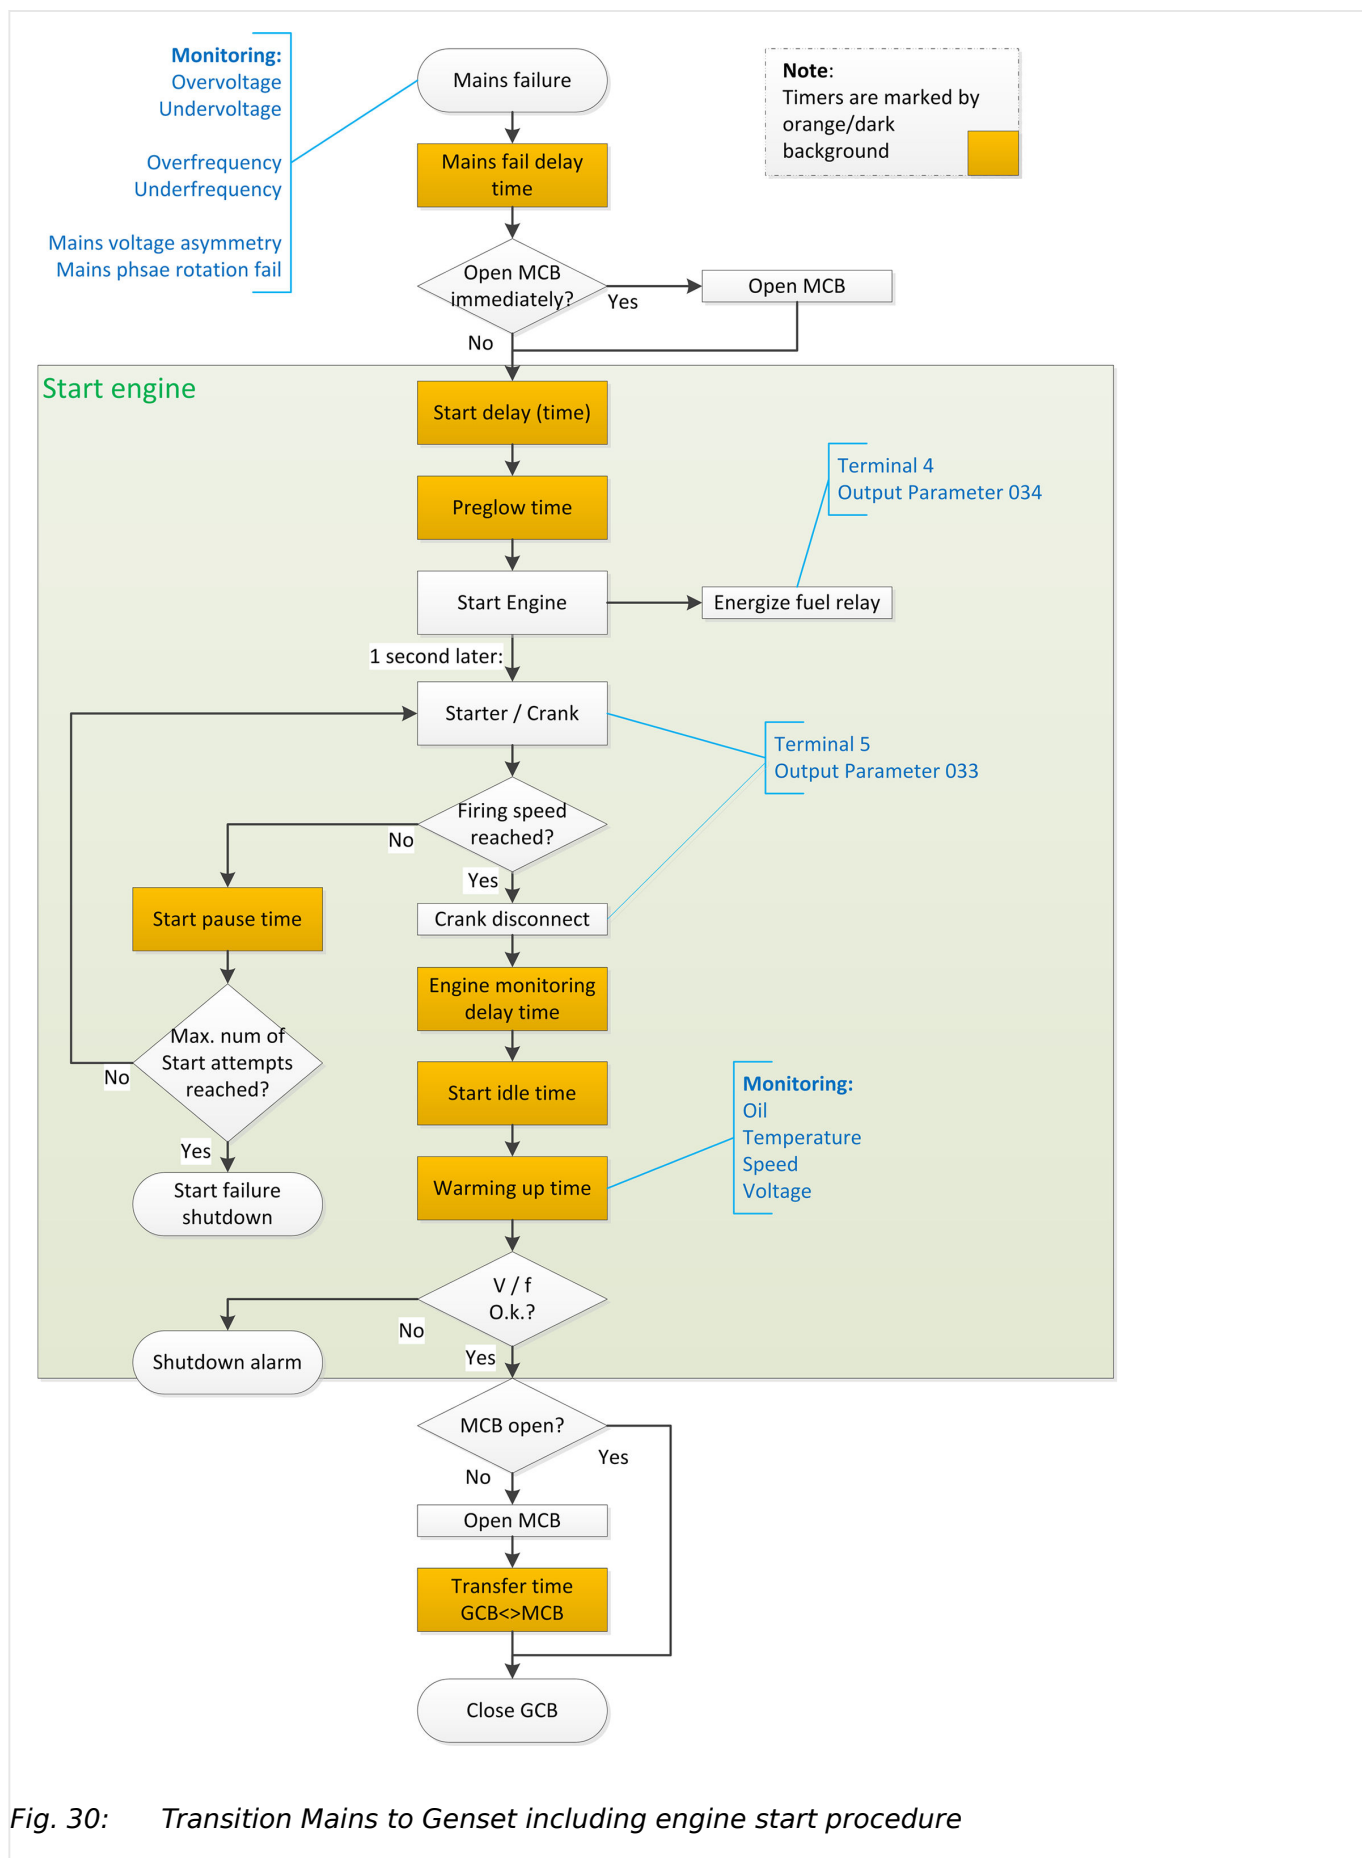 Monitoring:
Overvoltage
Undervoltage
Overfrequency
Underfrequency
Mains voltage asymmetry
Mains phsae rotation fail
Mains failure
Note:
Timers are marked by
orange/dark
background
Mains fail delay
time
Open MCB
immediately?
Yes
Open MCB
No
Start engine
Start delay (time)
Preglow time
Terminal 4
Output Parameter 034
Start Engine
Energize fuel relay
1 second later:
Starter / Crank
Terminal 5
Output Parameter 033
Firing speed
reached?
No
Yes
Start pause time
Crank disconnect
Engine monitoring
delay time
Max. num of
Start attempts
reached?
No
Yes
Start idle time
Monitoring:
Oil
Temperature
Speed
Voltage
Warming up time
Start failure
shutdown
V / f
O.k.?
No
Yes
Shutdown alarm
MCB open?
Yes
No
Open MCB
Transfer time
GCB<>MCB
Close GCB
Fig. 30: Transition Mains to Genset including engine start procedure